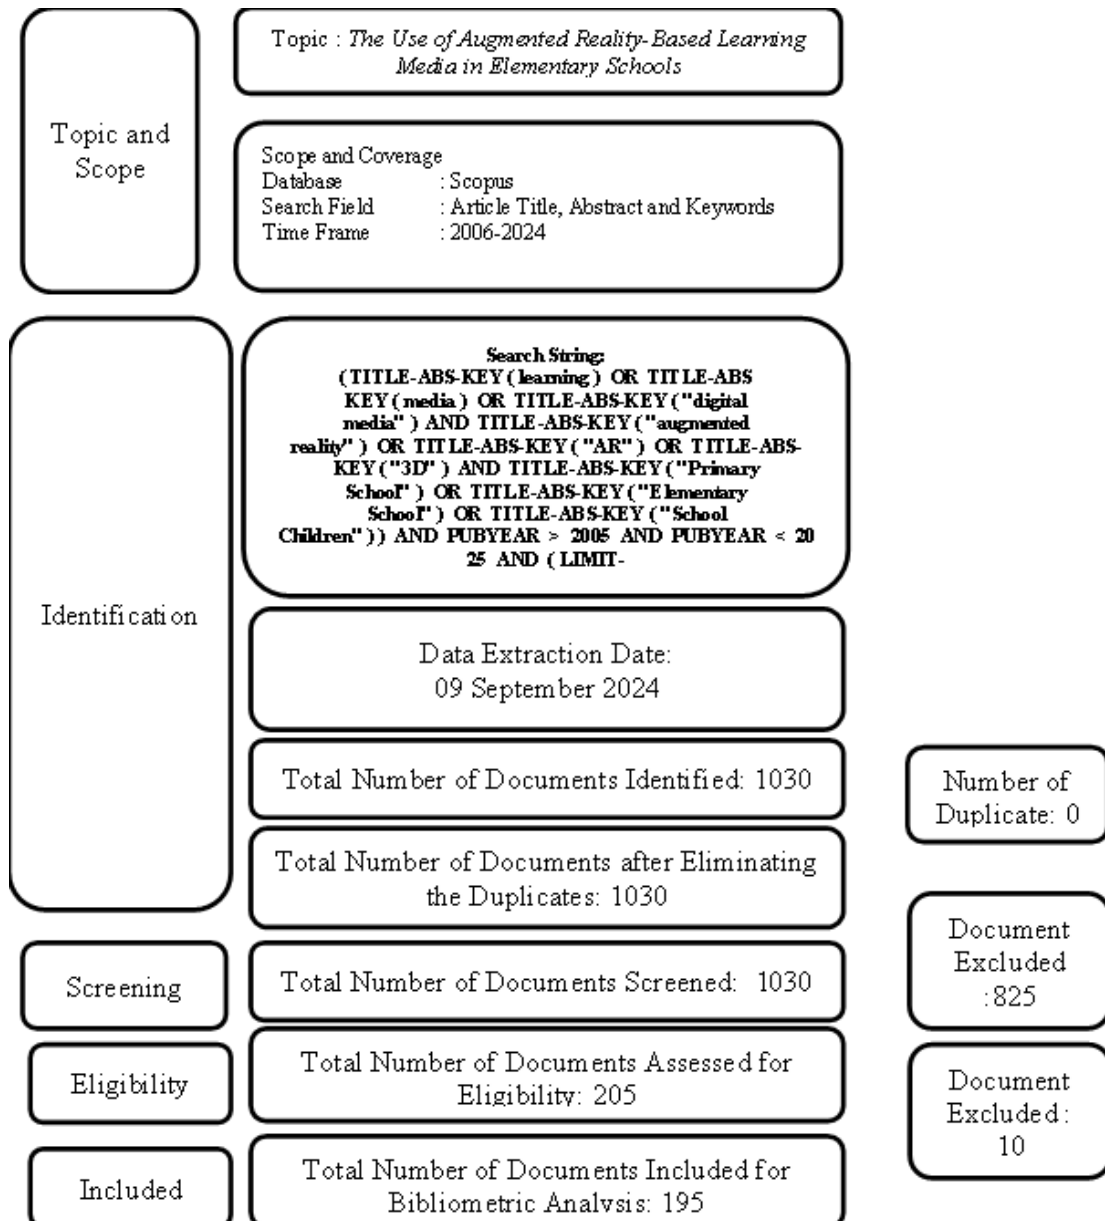 Topic and
Scope
Topic : The Use of Augmented Reality-Based Learning
Media in Elementary Schools
Scope and Coverage
Database : Scopus
Search Field : Article Title, Abstract and Keywords
Time Frame : 2006-2024
Identification
Search String:
(TITLE-ABS-KEY (learning) OR TITLE-ABS
KEY (media) OR TITLE-ABS-KEY ("digital
media" ) AND TITLE-ABS-KEY ("augmented
reality" ) OR TITLE-ABS-KEY ("AR" ) OR TITLE-ABS-
KEY ("3D" ) AND TITLE-ABS-KEY ("Primary
School" ) OR TITLE-ABS-KEY ("Elementary
School" ) OR TITLE-ABS-KEY ("School
Children" )) AND PUBYEAR > 2005 AND PUBYEAR < 20
25 AND ( LIMIT-
Data Extraction Date:
09 September 2024
Total Number of Documents Identified: 1030
Number of
Duplicate: 0
Total Number of Documents after Eliminating
the Duplicates: 1030
Screening
Total Number of Documents Screened: 1030
Document
Excluded
:825
Eligibility
Total Number of Documents Assessed for
Eligibility: 205
Document
Excluded :
10
Included
Total Number of Documents Included for
Bibliometric Analysis: 195